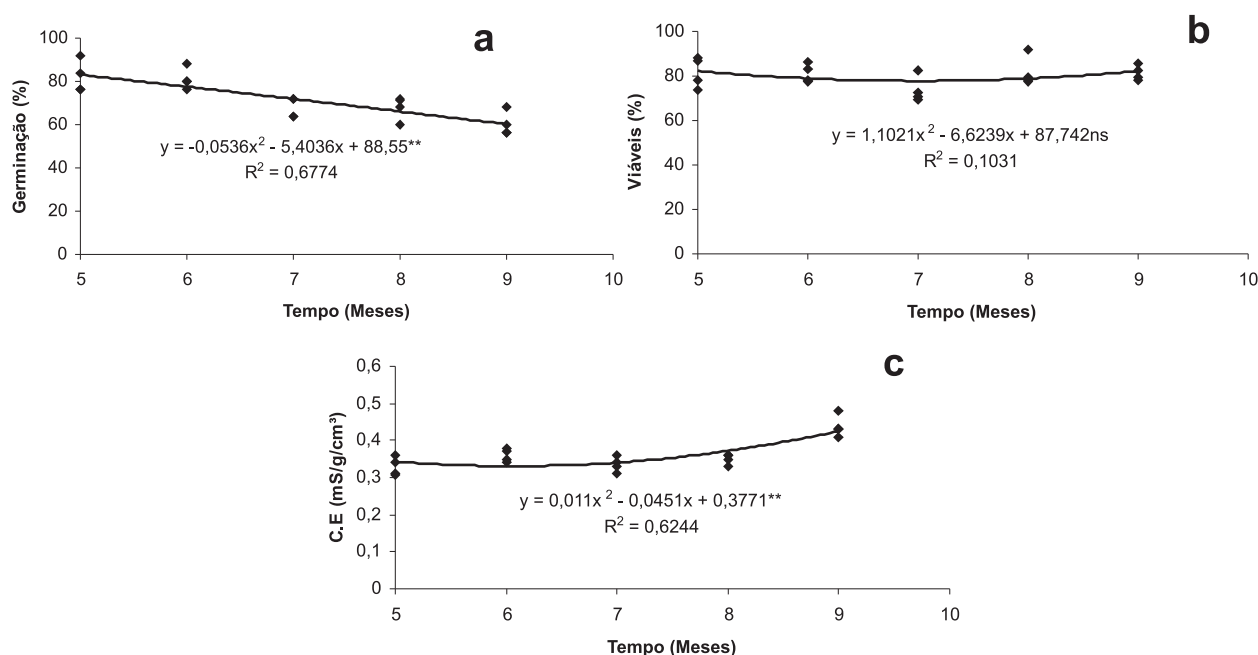 a
Germinação (%)
100
80
60
40
20
0
y = -0,0536x² - 5,4036x + 88,55**
R² = 0,6774
5 6 7 8 9 10
Tempo (Meses)
b
Viáveis (%)
100
80
60
40
20
0
y = 1,1021x² - 6,6239x + 87,742ns
R² = 0,1031
5 6 7 8 9 10
Tempo (Meses)
c
C.E (mS/g/cm³)
0,6
0,5
0,4
0,3
0,2
0,1
0
y = 0,011x² - 0,0451x + 0,3771**
R² = 0,6244
5 6 7 8 9 10
Tempo (Meses)